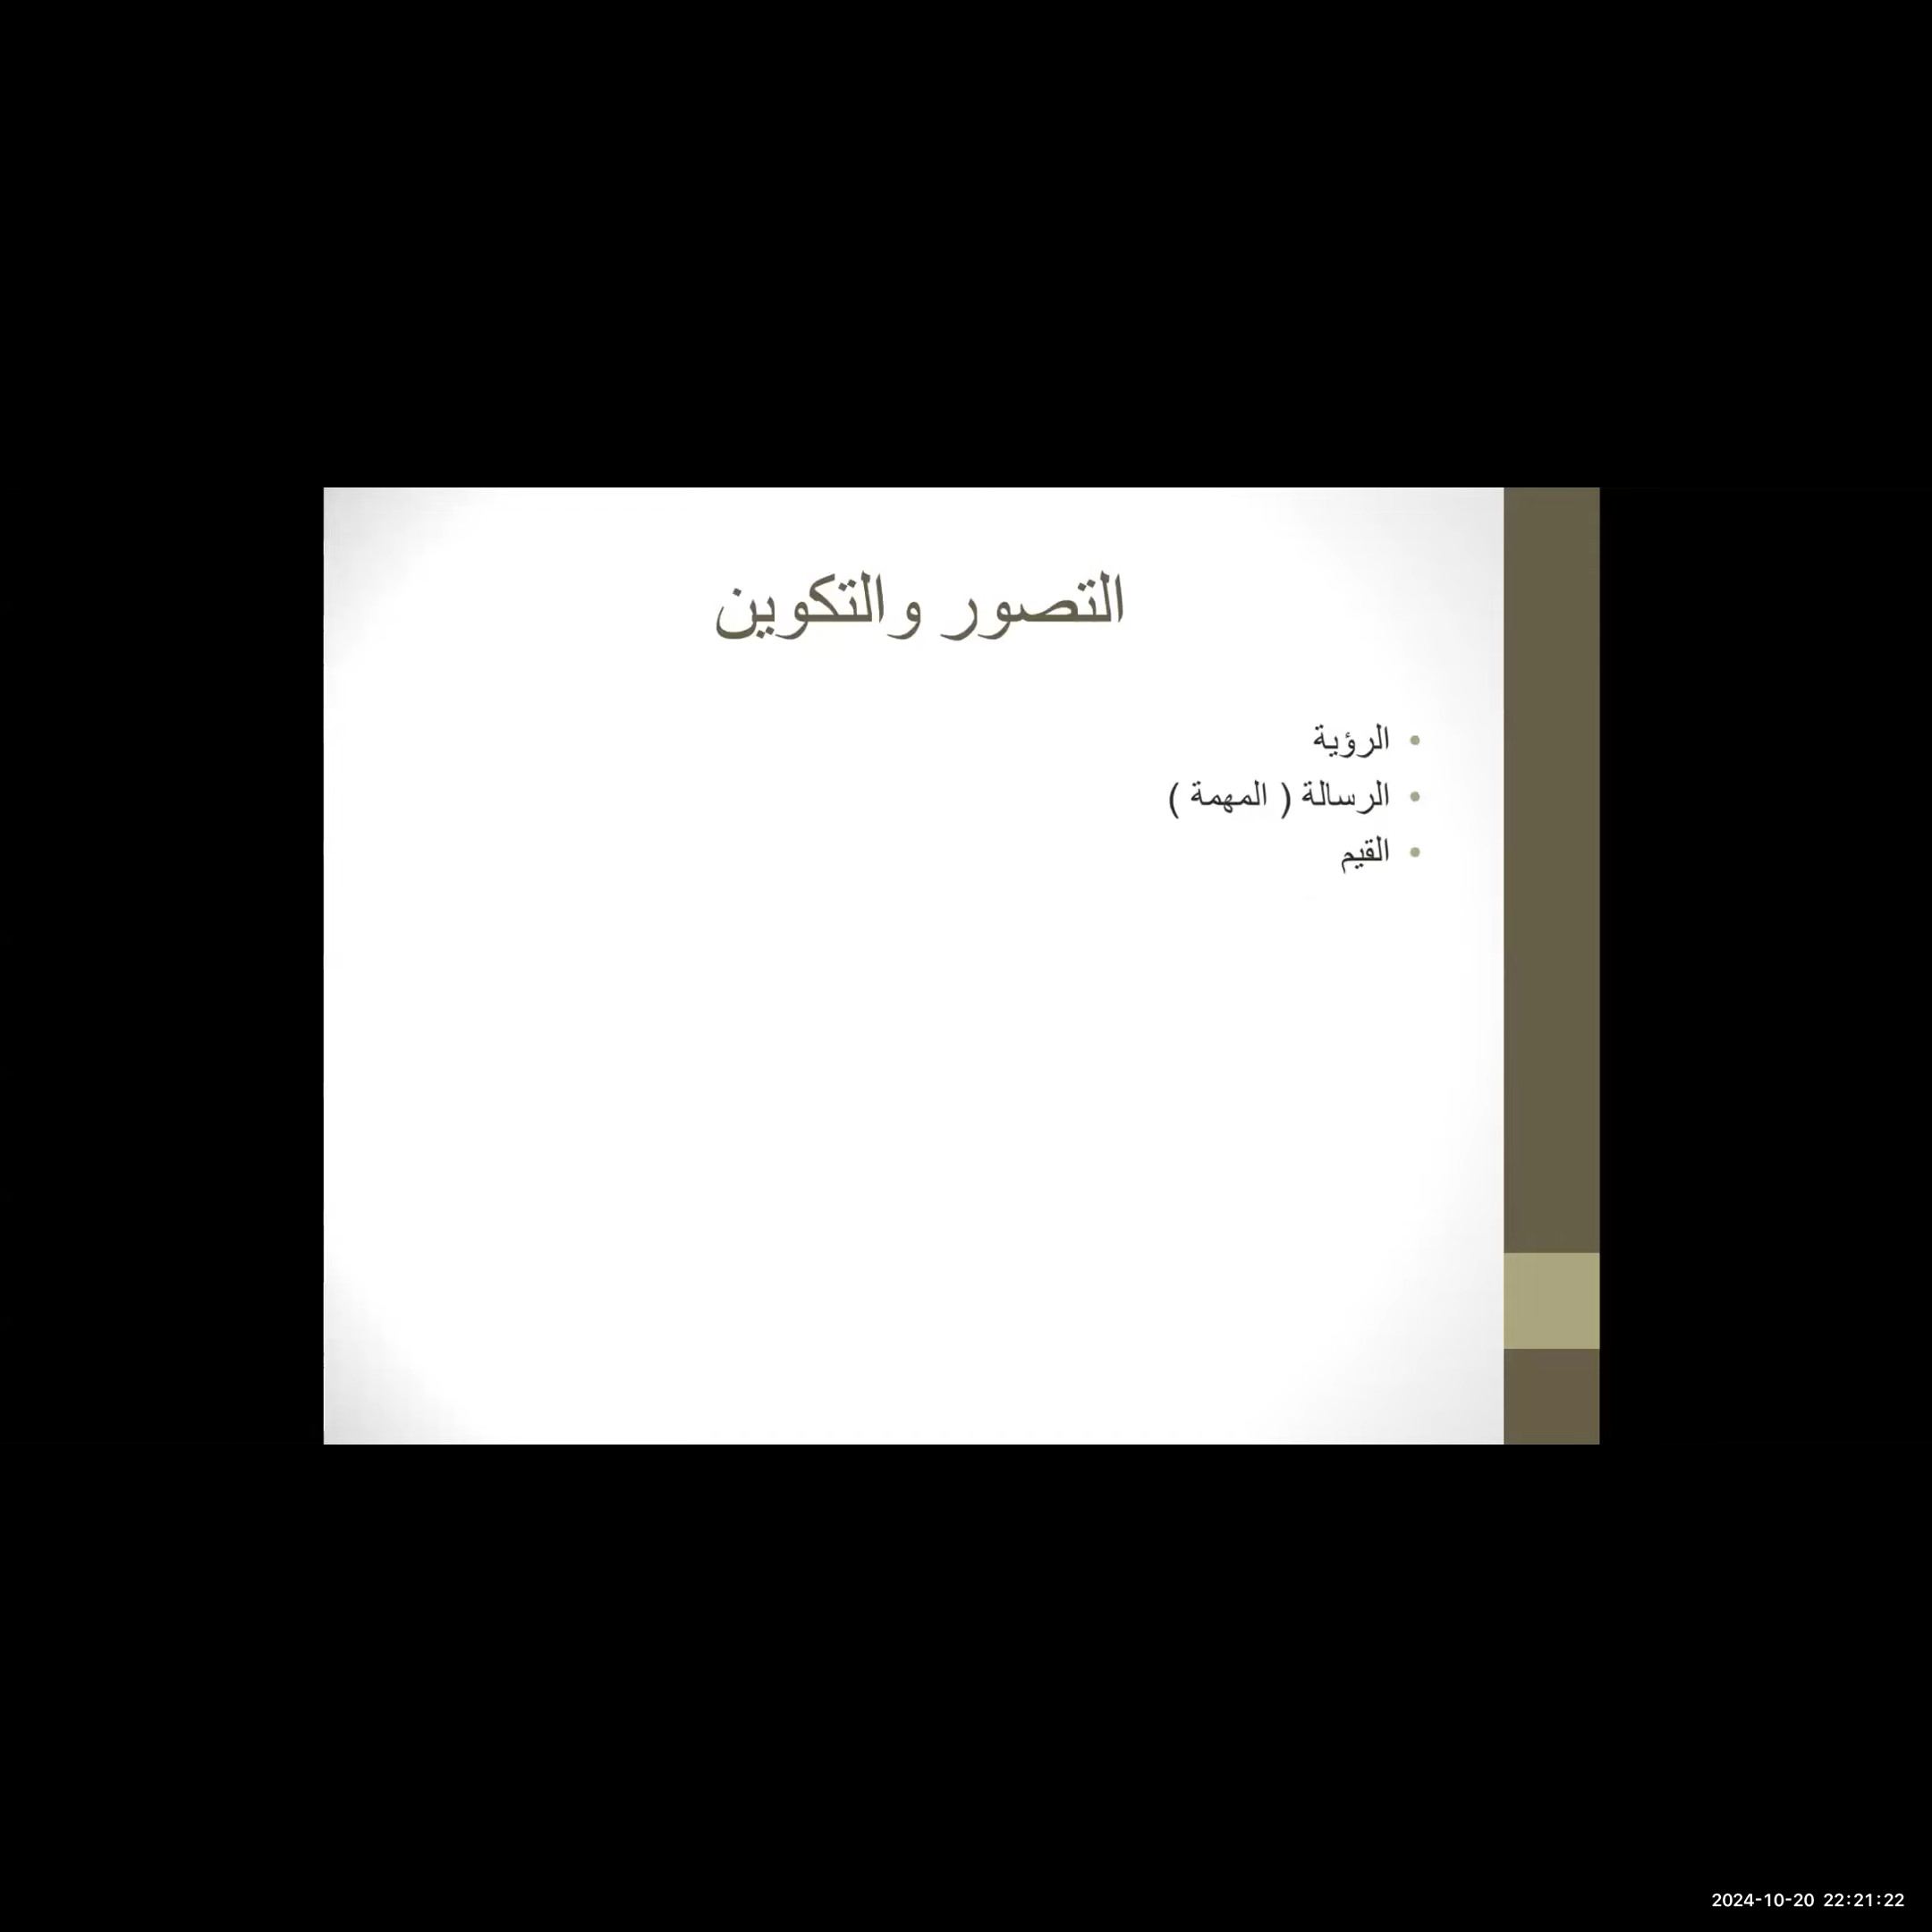 التصور والتكوين
• الرؤية
• الرسالة ( المهمة )
• القيم
2024-10-20 22:21:22